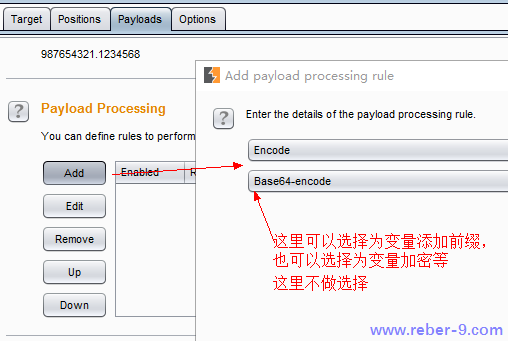 Target
Positions
Payloads
Options
987654321.1234568
Add payload processing rule
?
Payload Processing
?
Enter the details of the payload processing rule.
You can define rules to perform
Encode
Add
Enabled
R
Base64-encode
Edit
Remove
Up
Down
这里可以选择为变量添加前缀，
也可以选择为变量加密等
这里不做选择
www.reber-9.com